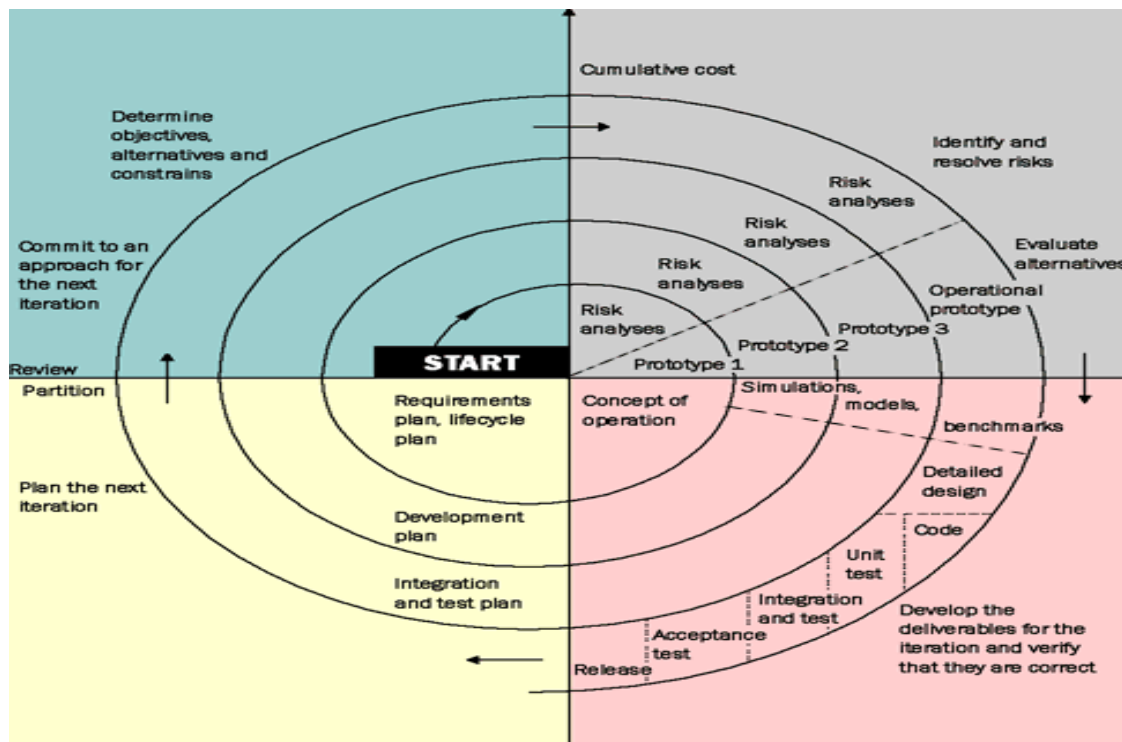 Cumulative cost
Determine
objectives,
alternatives and
constrains
Identify and
resolve risks
Risk
analyses
Risk
analyses
Risk
analyses
Risk
analyses
Commit to an
approach for
the next
iteration
Evaluate
alternatives
Operational
prototype
Prototype 3
Prototype 2
Prototype 1
START
Review
Partition
Requirements
plan, lifecycle
plan
Concept of
operation
Simulations,
models,
benchmarks
Plan the next
iteration
Development
plan
Integration
and test plan
Detailed
design
Code
Unit
test
Integration
and test
Acceptance
test
Release
Develop the
deliverables for the
iteration and verify
that they are correct